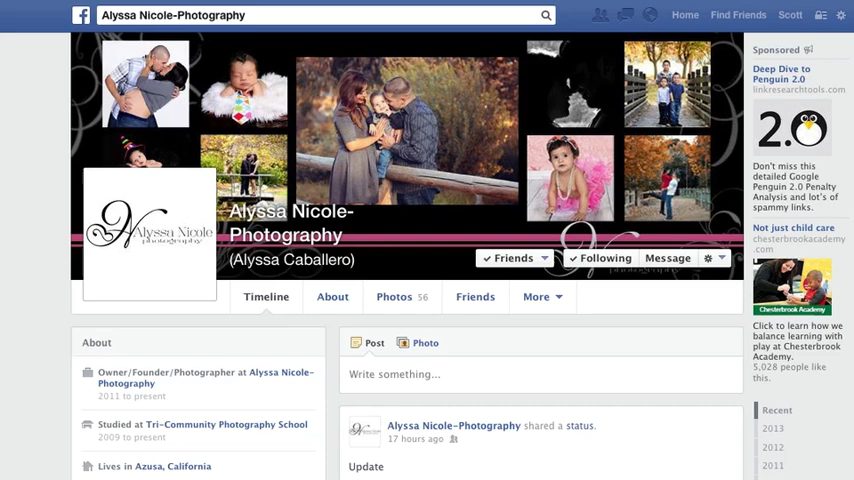 Alyssa Nicole-Photography
Home
Find Friends
Scott
Sponsored
Deep Dive to
Penguin 2.0
linkresearchtools.com
2.0
Don't miss this
detailed Google
Penguin 2.0 Penalty
Analysis and lot's of
spammy links.
Not just child care
chesterbrookacademy
.com
Chesterbrook Academy
Click to learn how we
balance learning with
play at Chesterbrook
Academy.
5,028 people like
this.
Recent
2013
2012
2011
Alyssa Nicole
photography
Alyssa Nicole-
Photography
(Alyssa Caballero)
photography
Friends
Following
Message
Timeline
About
Photos 56
Friends
More
About
Owner/Founder/Photographer at Alyssa Nicole-
Photography
2011 to present
Studied at Tri-Community Photography School
2009 to present
Lives in Azusa, California
Post
Photo
Write something...
Alyssa Nicole-Photography shared a status.
17 hours ago
Update